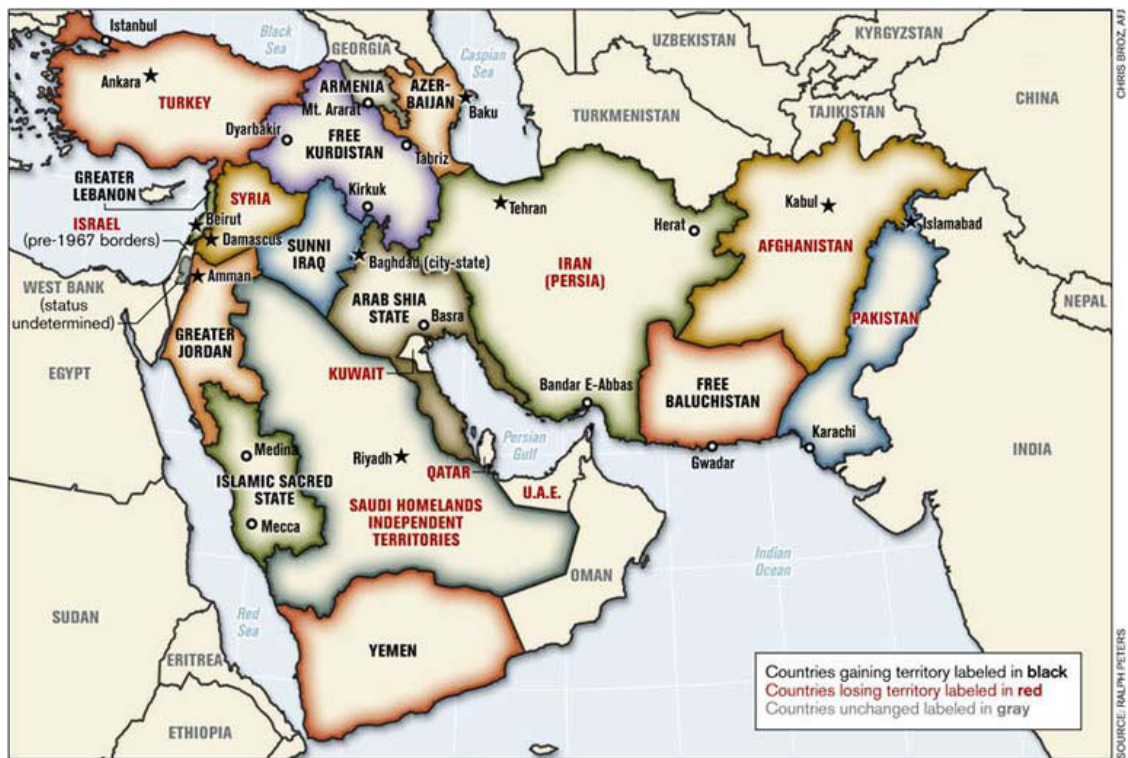 Istanbul
Black
Sea
GEORGIA
Caspian
Sea
UZBEKISTAN
KYRGYZSTAN
CHRIS BROZ, AFJ
Ankara
TURKEY
ARMENIA
Mt. Ararat
AZER-
BAIJAN
Baku
TURKMENISTAN
TAJIKISTAN
CHINA
Dyarbakir
FREE
KURDISTAN
Tabriz
GREATER
LEBANON
SYRIA
Kirkuk
Tehran
Herat
Kabul
Islamabad
ISRAEL
(pre-1967 borders)
Beirut
Damascus
SUNNI
IRAQ
Baghdad (city-state)
AFGHANISTAN
IRAN
(PERSIA)
WEST BANK
(status
undetermined)
Amman
ARAB SHIA
STATE
Basra
NEPAL
PAKISTAN
GREATER
JORDAN
EGYPT
KUWAIT
Bandar E-Abbas
FREE
BALUCHISTAN
Karachi
Gwadar
INDIA
Medina
ISLAMIC SACRED
STATE
Mecca
Riyadh
Persian
Gulf
QATAR
U.A.E.
SAUDI HOMELANDS
INDEPENDENT
TERRITORIES
OMAN
Indian
Ocean
SUDAN
Red
Sea
YEMEN
ERITREA
ETHIOPIA
Countries gaining territory labeled in black
Countries losing territory labeled in red
Countries unchanged labeled in gray
SOURCE: RALPH PETERS